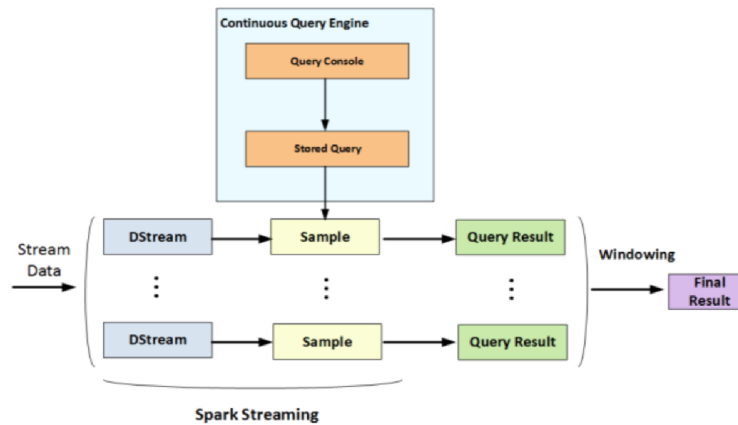 Continuous Query Engine
Query Console
Stored Query
Stream
Data
DStream
Sample
Query Result
Windowing
Final
Result
DStream
Sample
Query Result
Spark Streaming